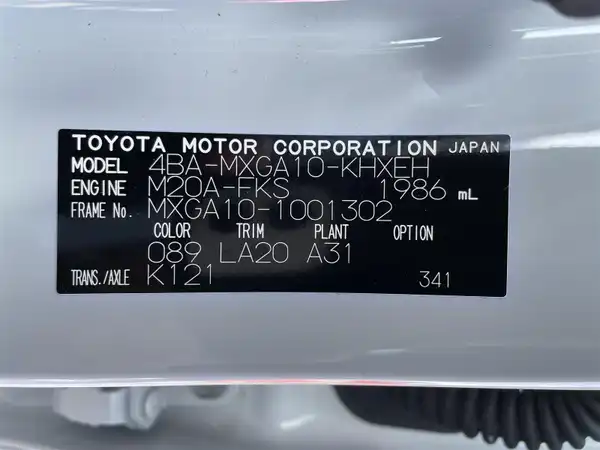 TOYOTA MOTOR CORPORATION JAPAN
MODEL 4BA-MXGA10-KHXEH
ENGINE M20A-FKS 1986 mL
FRAME No. MXGA10-1001302
COLOR TRIM PLANT OPTION
089 LA20 A31
TRANS./AXLE K121 341